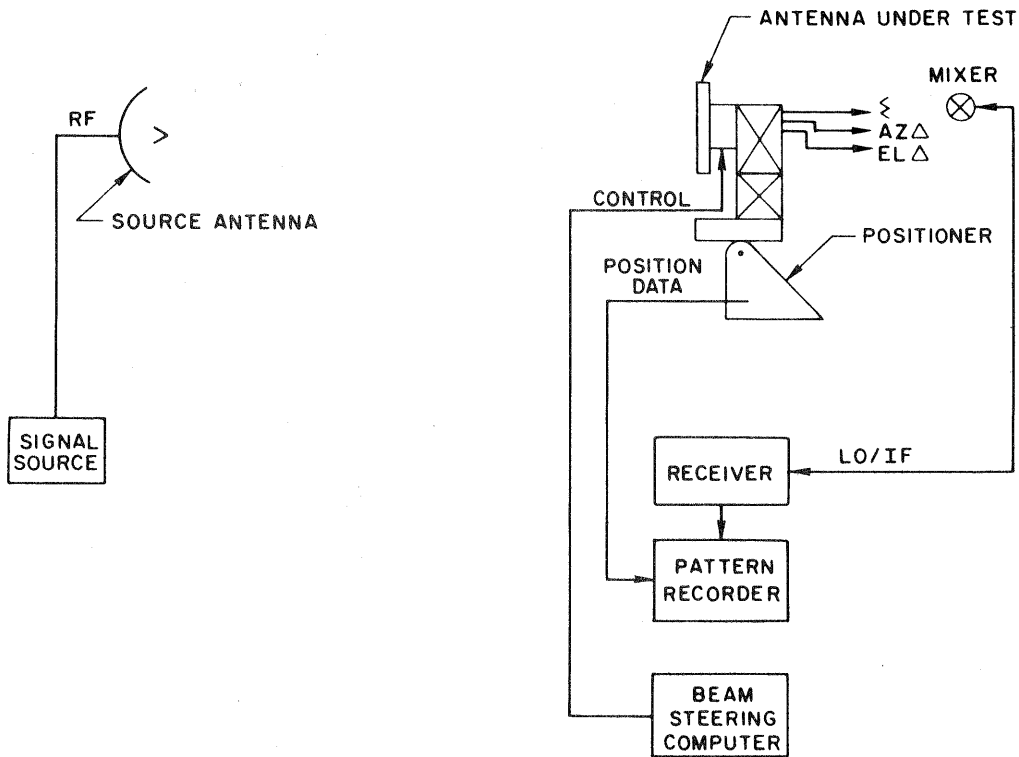 ANTENNA UNDER TEST
MIXER
RF
Σ
AZ Δ
EL Δ
CONTROL
SOURCE ANTENNA
POSITIONER
POSITION
DATA
SIGNAL
SOURCE
LO/IF
RECEIVER
PATTERN
RECORDER
BEAM
STEERING
COMPUTER